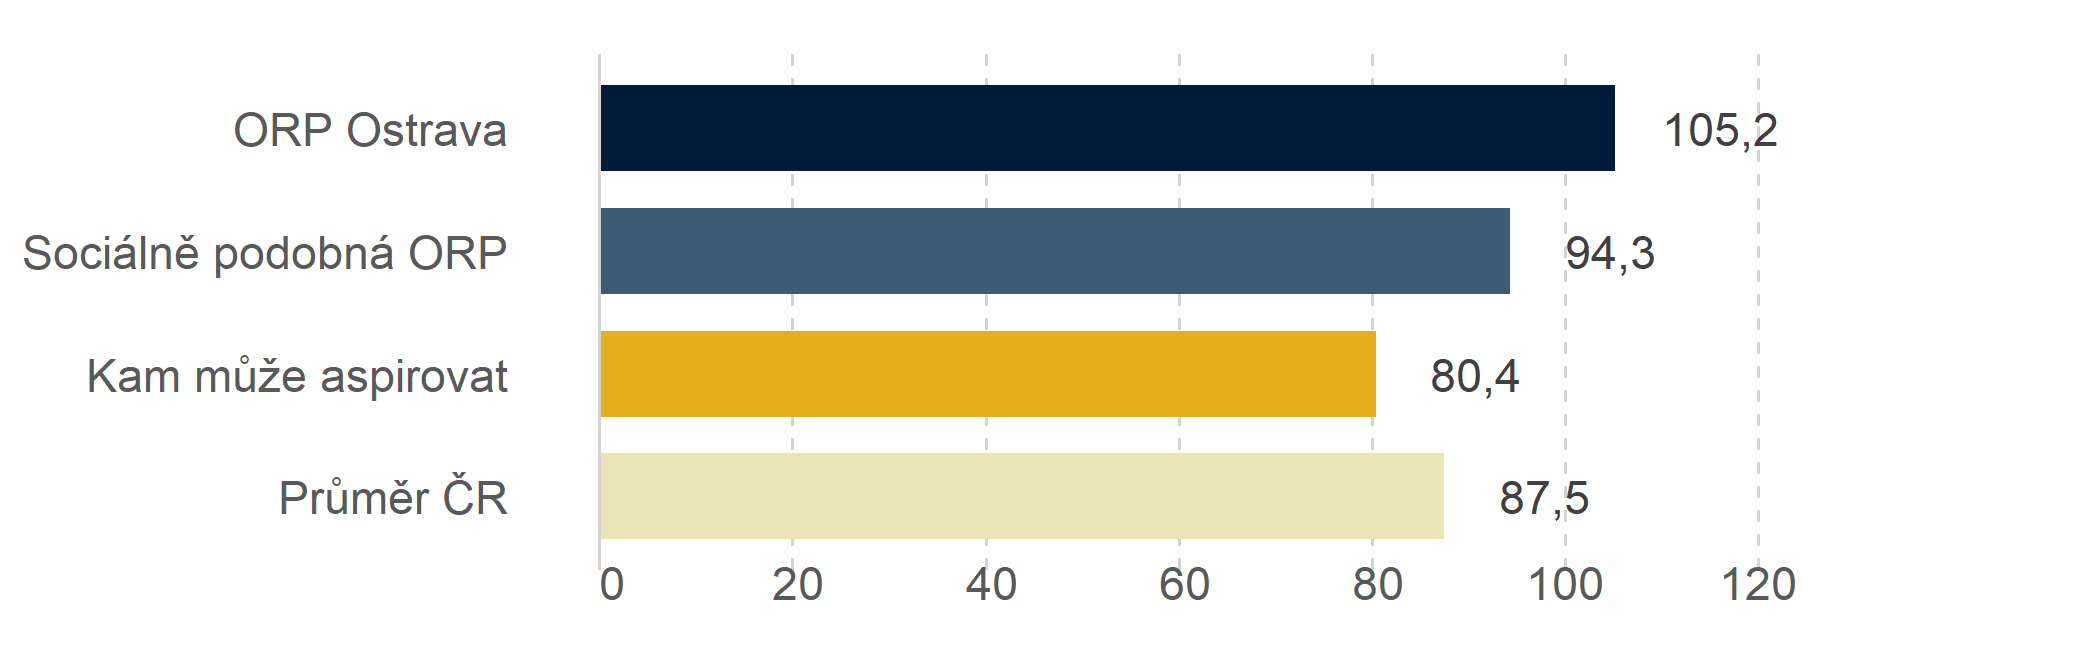 ORP Ostrava 105,2
Sociálně podobná ORP 94,3
Kam může aspirovat 80,4
Průměr ČR 87,5
0 20 40 60 80 100 120